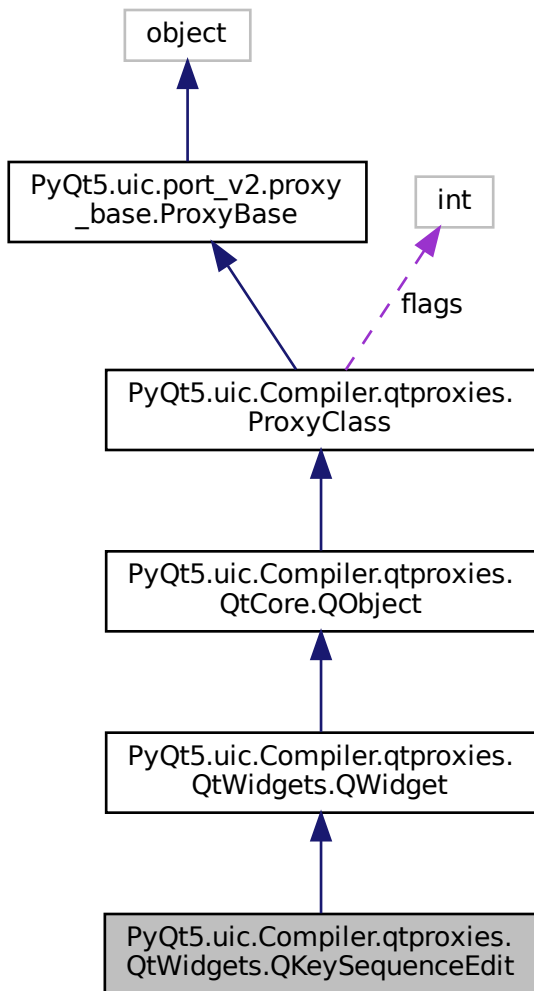 object
PyQt5.uic.port_v2.proxy
_base.ProxyBase
int
flags
PyQt5.uic.Compiler.qtproxies.
ProxyClass
PyQt5.uic.Compiler.qtproxies.
QtCore.QObject
PyQt5.uic.Compiler.qtproxies.
QtWidgets.QWidget
PyQt5.uic.Compiler.qtproxies.
QtWidgets.QKeySequenceEdit